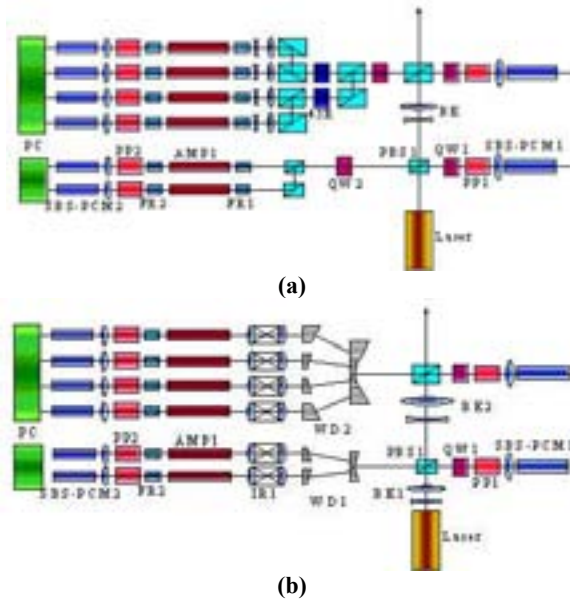 BE
PC
PP2
AMP1
PBS1
QW1
SBS-PCM1
QW2
PP1
SBS-PCM2
FR2
FR1
Laser
(a)
PC
BE2
WD2
PP2
AMP1
PBS1
QW1
SBS-PCM1
PP1
SBS-PCM2
FR2
IR1
WD1
BE1
Laser
(b)